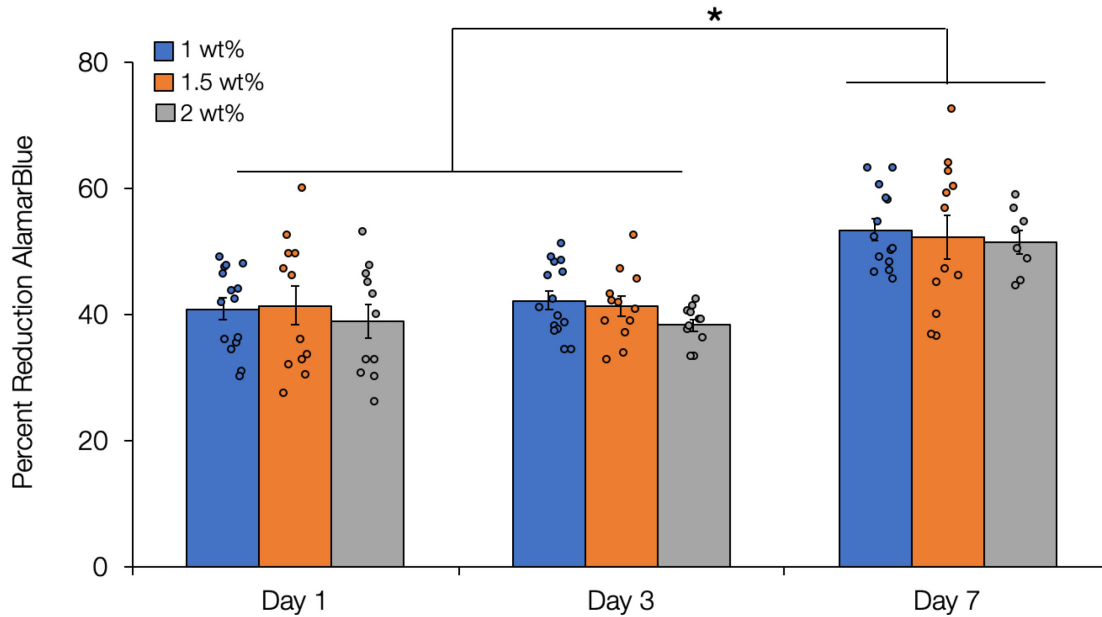 *
1 wt%
1.5 wt%
2 wt%
Percent Reduction AlamarBlue
80
60
40
20
0
Day 1
Day 3
Day 7